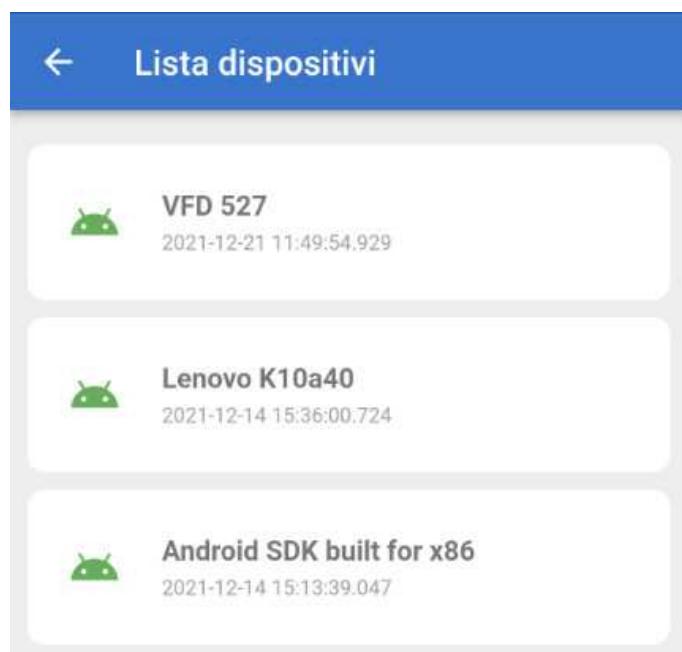 Lista dispositivi
VFD 527
2021-12-21 11:49:54.929
Lenovo K10a40
2021-12-14 15:36:00.724
Android SDK built for x86
2021-12-14 15:13:39.047